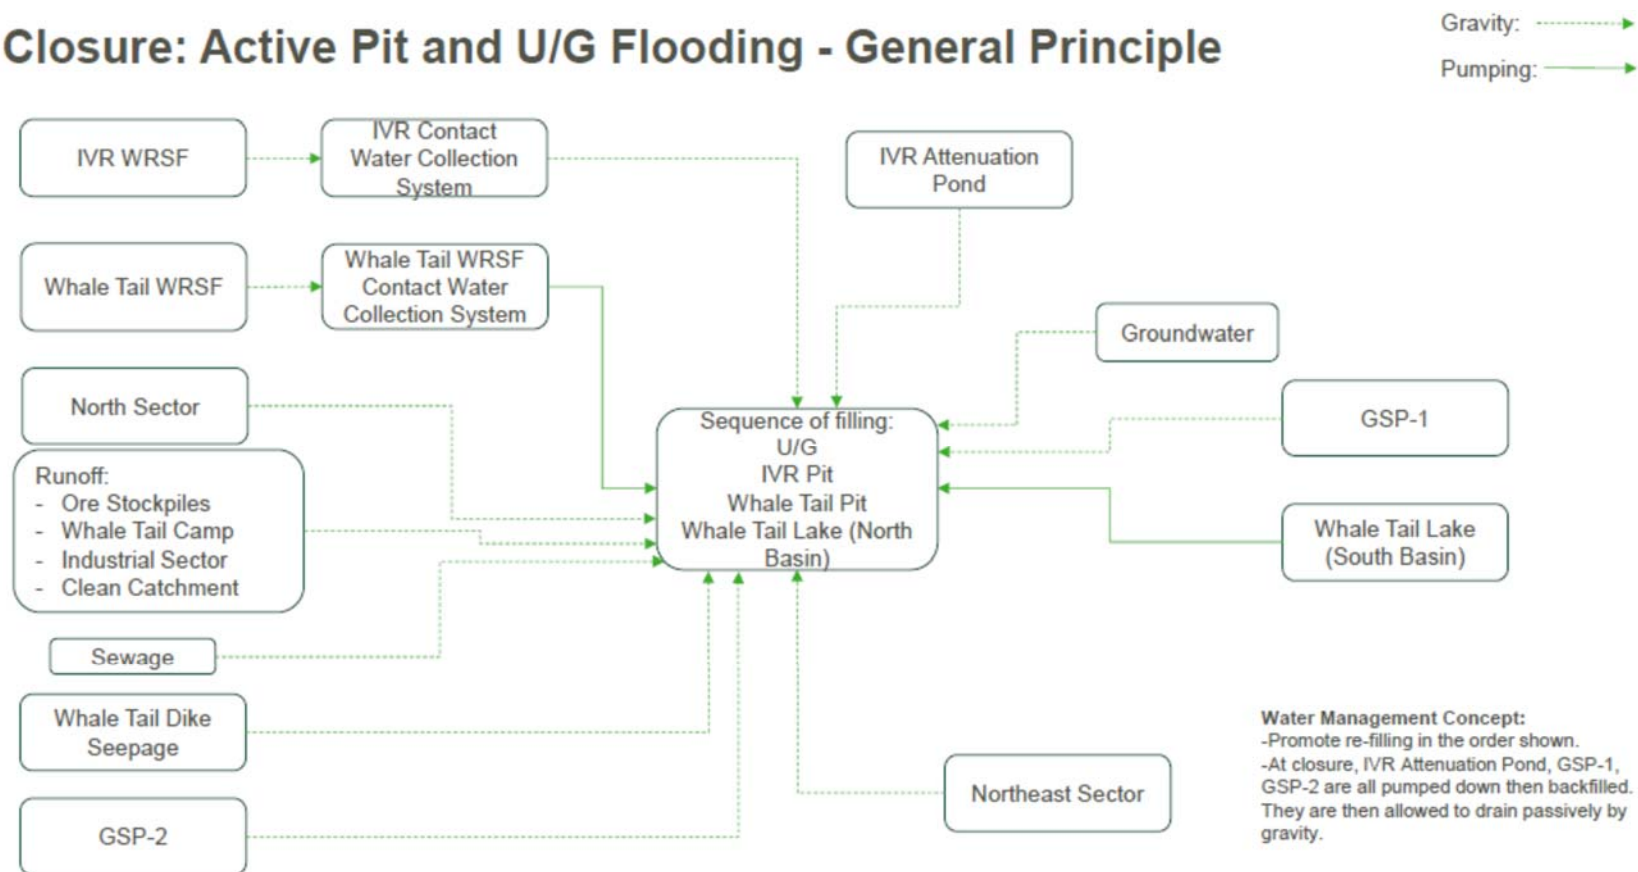 Closure: Active Pit and U/G Flooding - General Principle
Gravity:
Pumping:
IVR WRSF
IVR Contact
Water Collection
System
IVR Attenuation
Pond
Whale Tail WRSF
Whale Tail WRSF
Contact Water
Collection System
Groundwater
North Sector
GSP-1
Sequence of filling:
U/G
IVR Pit
Whale Tail Pit
Whale Tail Lake (North
Basin)
Runoff:
- Ore Stockpiles
- Whale Tail Camp
- Industrial Sector
- Clean Catchment
Whale Tail Lake
(South Basin)
Sewage
Whale Tail Dike
Seepage
Northeast Sector
GSP-2
Water Management Concept:
-Promote re-filling in the order shown.
-At closure, IVR Attenuation Pond, GSP-1,
GSP-2 are all pumped down then backfilled.
They are then allowed to drain passively by
gravity.